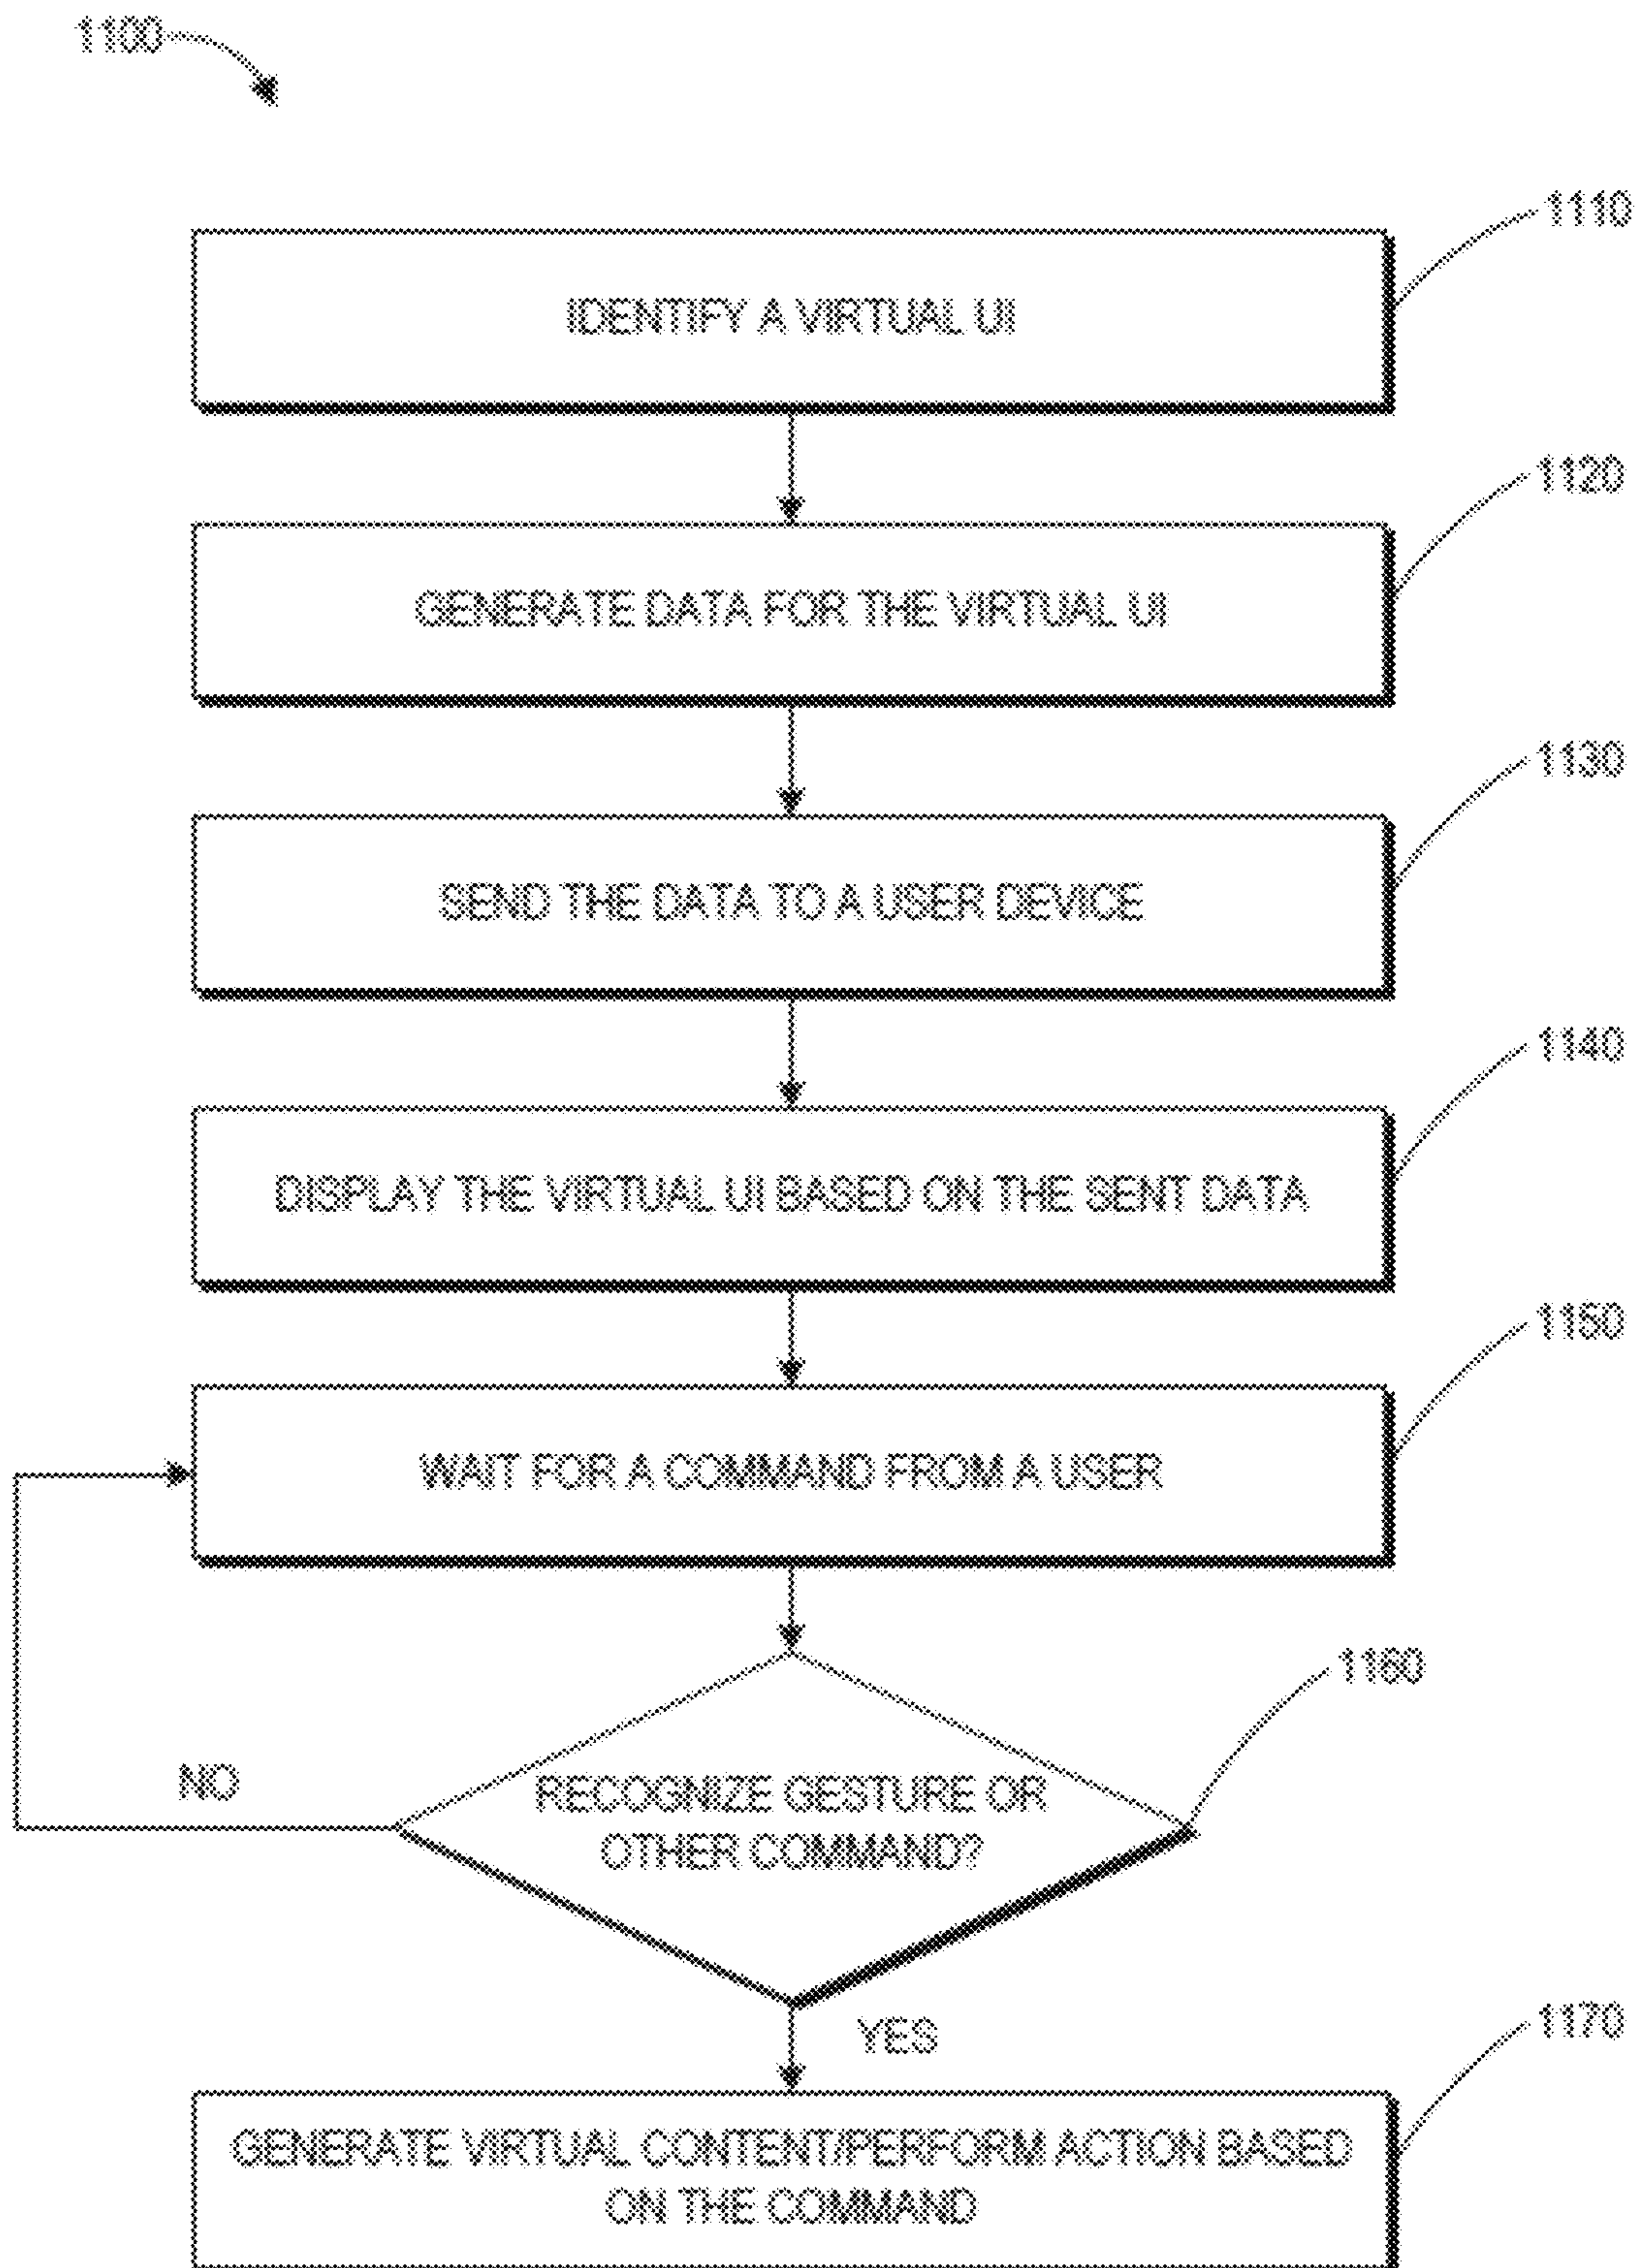 1100
1110
IDENTIFY A VIRTUAL UI
1120
GENERATE DATA FOR THE VIRTUAL UI
1130
SEND THE DATA TO A USER DEVICE
1140
DISPLAY THE VIRTUAL UI BASED ON THE SENT DATA
1150
WAIT FOR A COMMAND FROM A USER
1160
RECOGNIZE GESTURE OR
OTHER COMMAND?
NO
YES
1170
GENERATE VIRTUAL CONTENT/PERFORM ACTION BASED
ON THE COMMAND